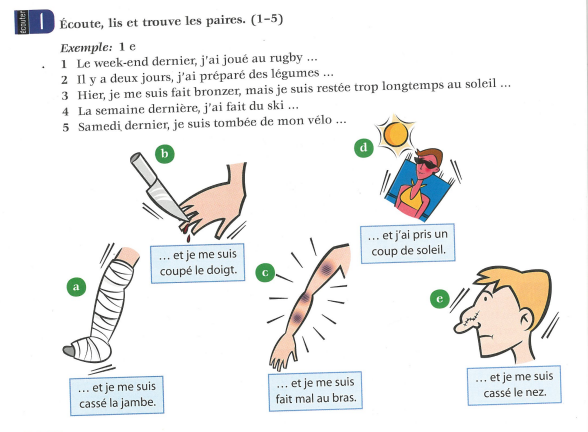 écouter
1 Écoute, lis et trouve les paires. (1–5)
Exemple: 1 e
1 Le week-end dernier, j'ai joué au rugby ...
2 Il y a deux jours, j'ai préparé des légumes ...
3 Hier, je me suis fait bronzer, mais je suis restée trop longtemps au soleil ...
4 La semaine dernière, j'ai fait du ski ...
5 Samedi dernier, je suis tombée de mon vélo ...
b
d
... et je me suis
coupé le doigt.
... et j'ai pris un
coup de soleil.
a
c
e
... et je me suis
cassé la jambe.
... et je me suis
fait mal au bras.
... et je me suis
cassé le nez.